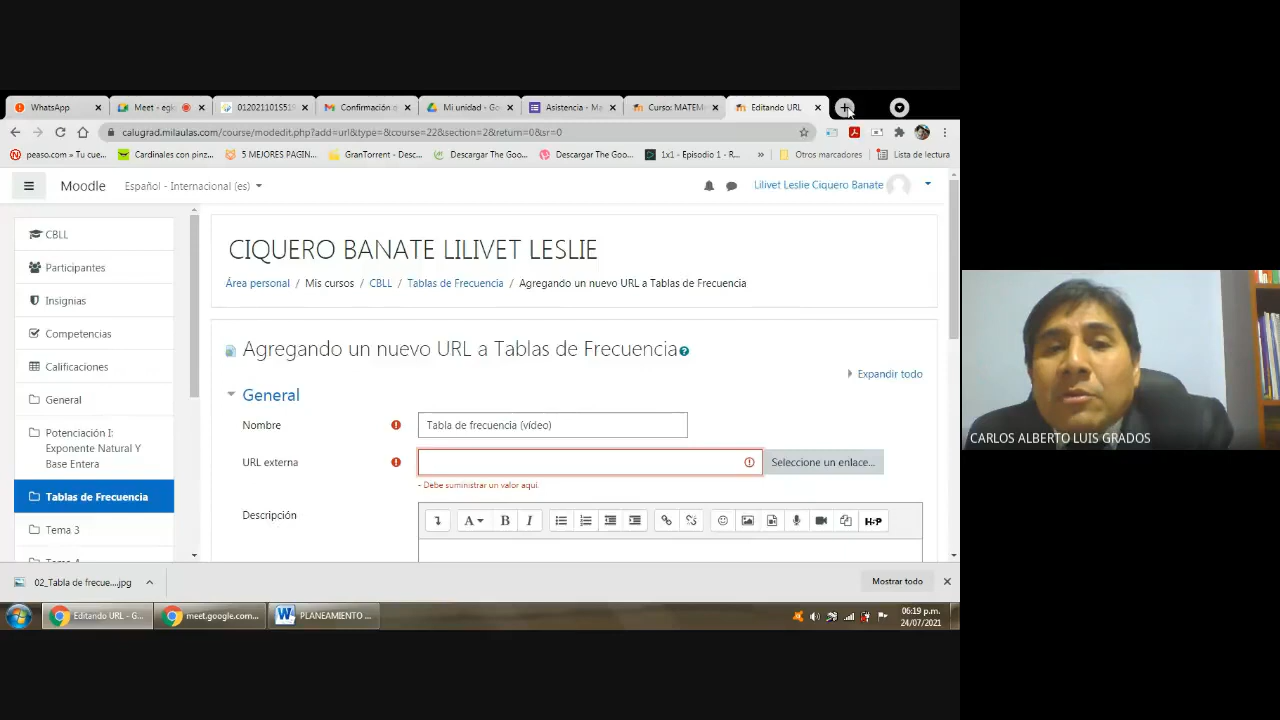 WhatsApp
Meet - egk
012021101S519
Confirmación o
Mi unidad - Go
Asistencia - Ma
Curso: MATEM
Editando URL
calugrad.milaulas.com/course/modedit.php?add=url&type=&course=22&section=2&return=0&sr=0
peaso.com » Tu cue...
Cardinales con pinz...
5 MEJORES PAGIN...
GranTorrent - Desc...
Descargar The Goo...
Descargar The Goo...
1x1 - Episodio 1 - R...
»
Otros marcadores
Lista de lectura
Moodle
Español - Internacional (es)
Lilivet Leslie Ciquero Banate
CBLL
Participantes
Insignias
Competencias
Calificaciones
General
Potenciación I:
Exponente Natural Y
Base Entera
Tablas de Frecuencia
Tema 3
CIQUERO BANATE LILIVET LESLIE
Área personal / Mis cursos / CBLL / Tablas de Frecuencia / Agregando un nuevo URL a Tablas de Frecuencia
Agregando un nuevo URL a Tablas de Frecuencia
Expandir todo
General
Nombre
Tabla de frecuencia (vídeo)
URL externa
Seleccione un enlace...
- Debe suministrar un valor aquí.
Descripción
A B I
H-P
CARLOS ALBERTO LUIS GRADOS
02_Tabla de frecue....jpg
Mostrar todo
Editando URL - G...
meet.google.com...
PLANEAMIENTO ...
06:19 p.m.
24/07/2021